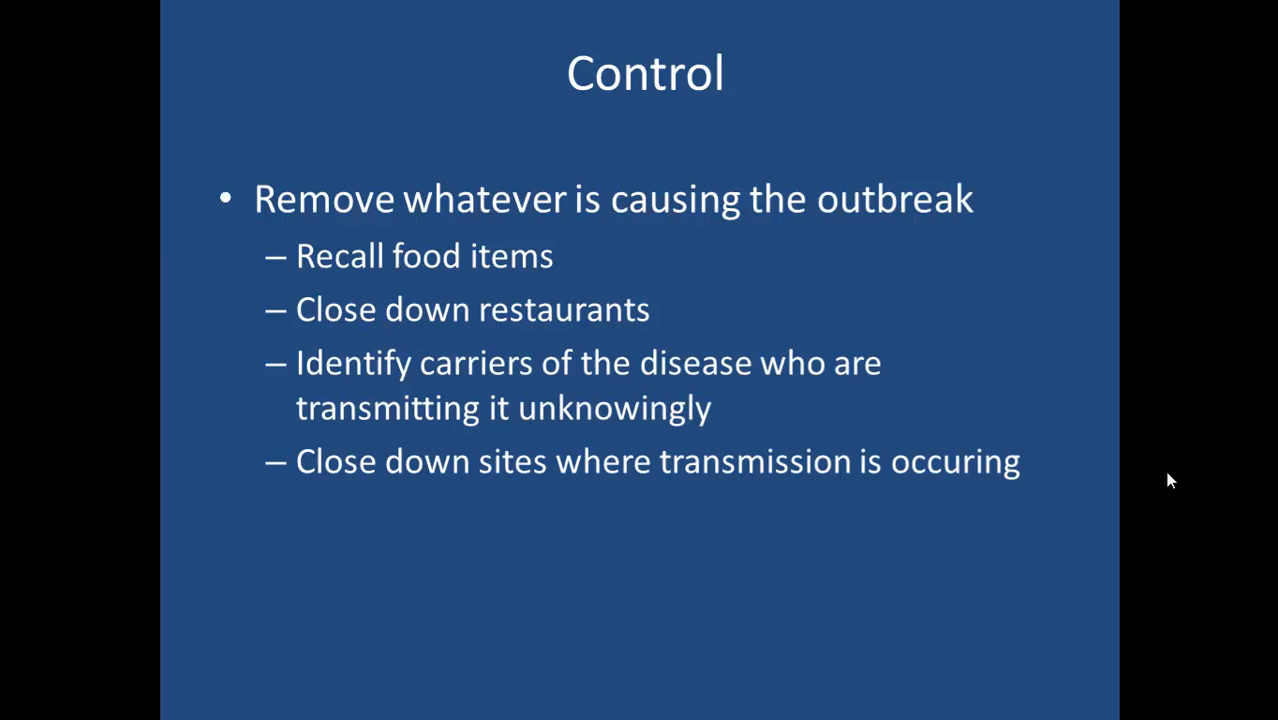 Control
• Remove whatever is causing the outbreak
– Recall food items
– Close down restaurants
– Identify carriers of the disease who are
transmitting it unknowingly
– Close down sites where transmission is occuring